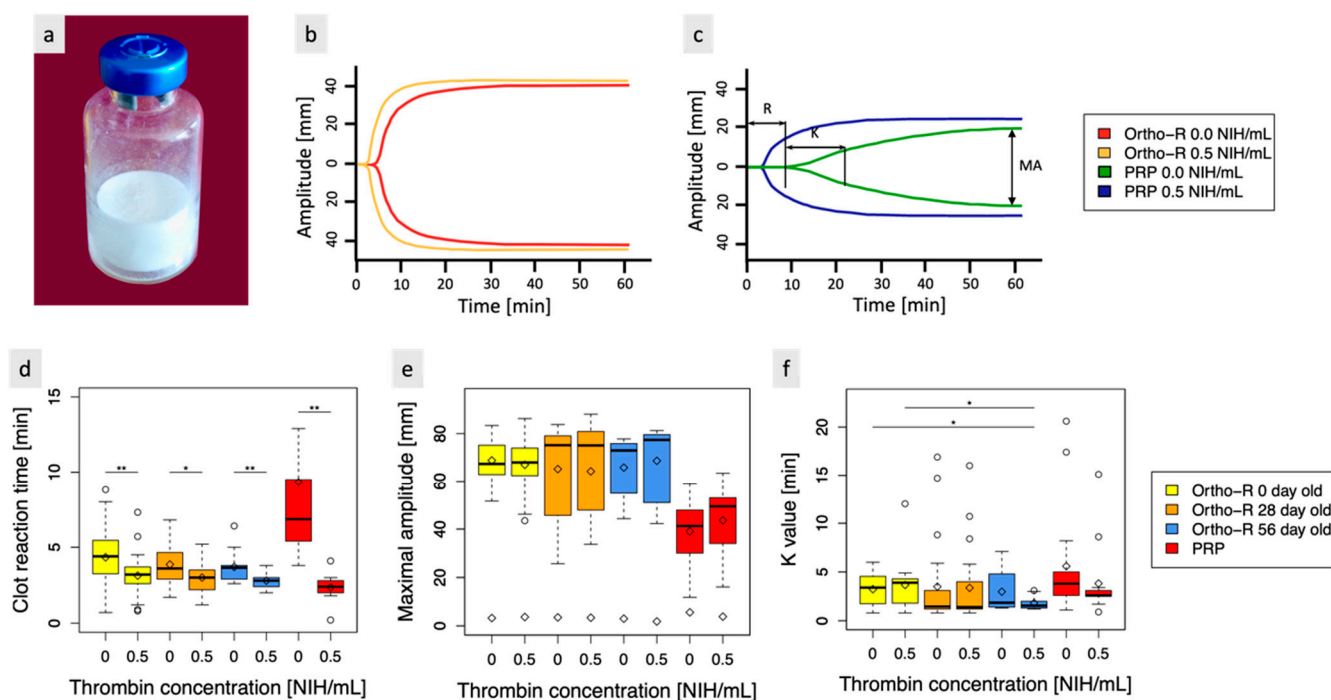 a
b
40
20
0
20
40
Amplitude [mm]
0 10 20 30 40 50 60
Time [min]
c
40
20
0
20
40
Amplitude [mm]
R
K
MA
0 10 20 30 40 50 60
Time [min]
Ortho-R 0.0 NIH/mL
Ortho-R 0.5 NIH/mL
PRP 0.0 NIH/mL
PRP 0.5 NIH/mL
d
15
10
5
0
Clot reaction time [min]
** * ** **
0 0.5 0 0.5 0 0.5 0 0.5
Thrombin concentration [NIH/mL]
e
80
60
40
20
0
Maximal amplitude [mm]
0 0.5 0 0.5 0 0.5 0 0.5
Thrombin concentration [NIH/mL]
f
20
15
10
5
0
K value [min]
*
*
0 0.5 0 0.5 0 0.5 0 0.5
Thrombin concentration [NIH/mL]
Ortho-R 0 day old
Ortho-R 28 day old
Ortho-R 56 day old
PRP